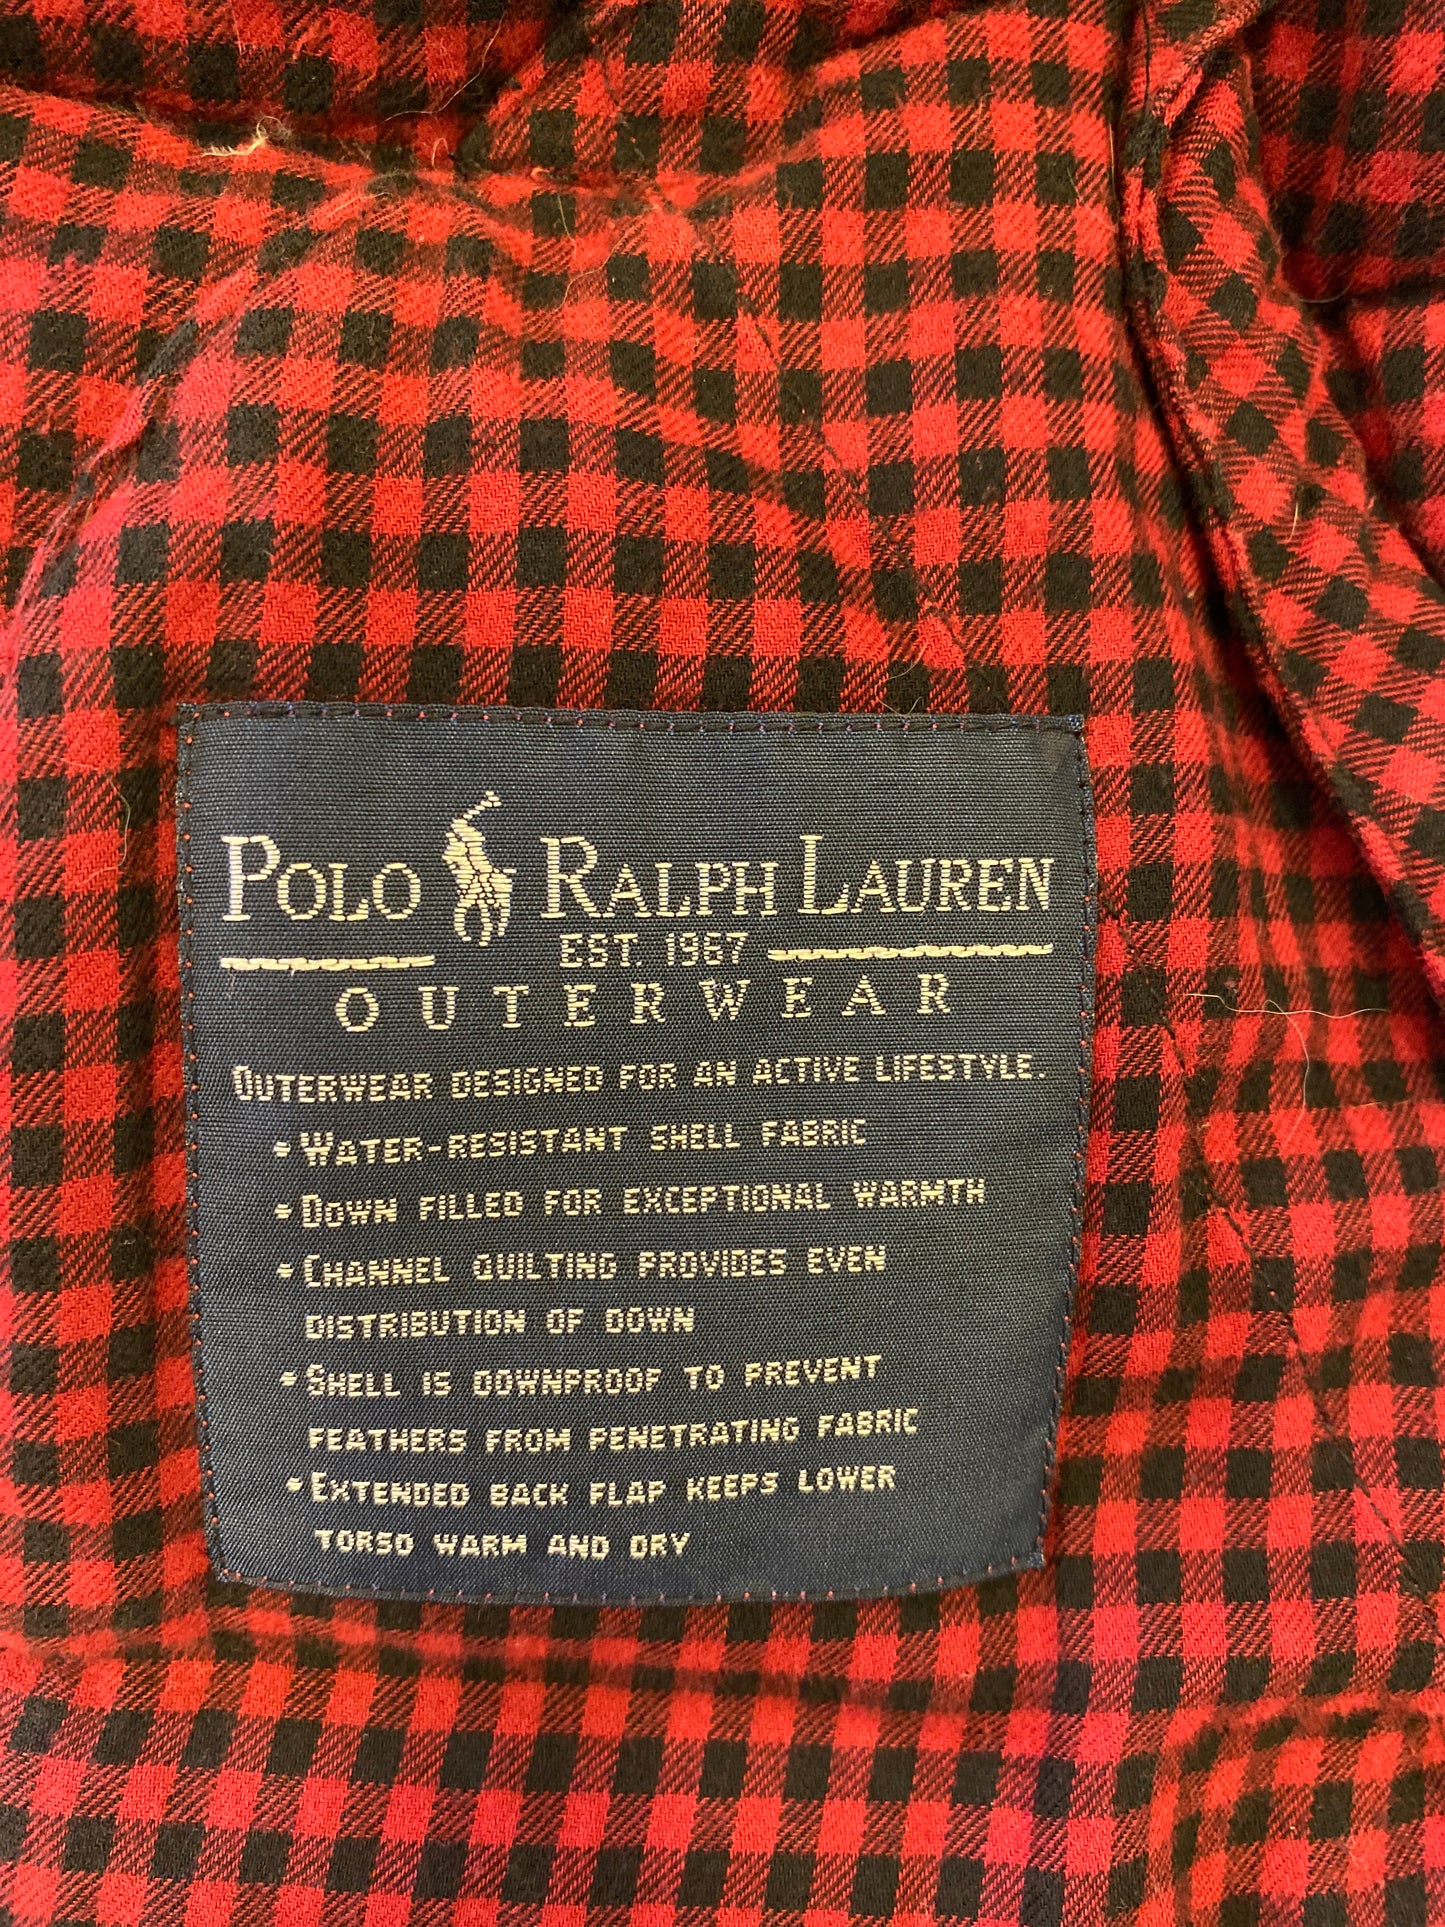 POLO RALPH LAUREN
EST. 1967
OUTERWEAR
OUTERWEAR DESIGNED FOR AN ACTIVE LIFESTYLE.
• WATER-RESISTANT SHELL FABRIC
• DOWN FILLED FOR EXCEPTIONAL WARMTH
• CHANNEL QUILTING PROVIDES EVEN
DISTRIBUTION OF DOWN
• SHELL IS DOWNPROOF TO PREVENT
FEATHERS FROM PENETRATING FABRIC
• EXTENDED BACK FLAP KEEPS LOWER
TORSO WARM AND DRY